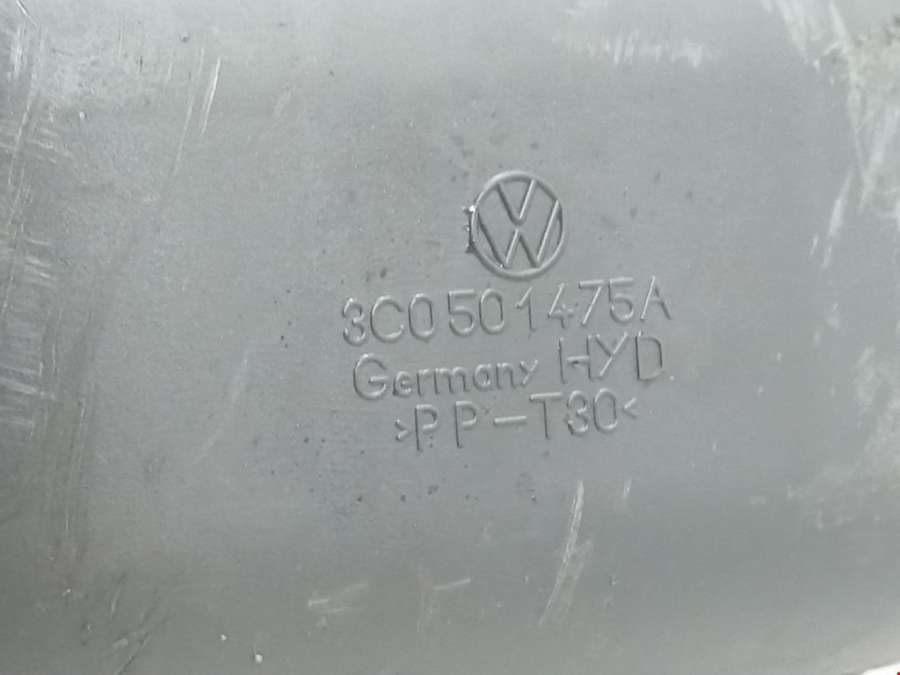 3C0501475A
Germany HYD
>PP-T30<